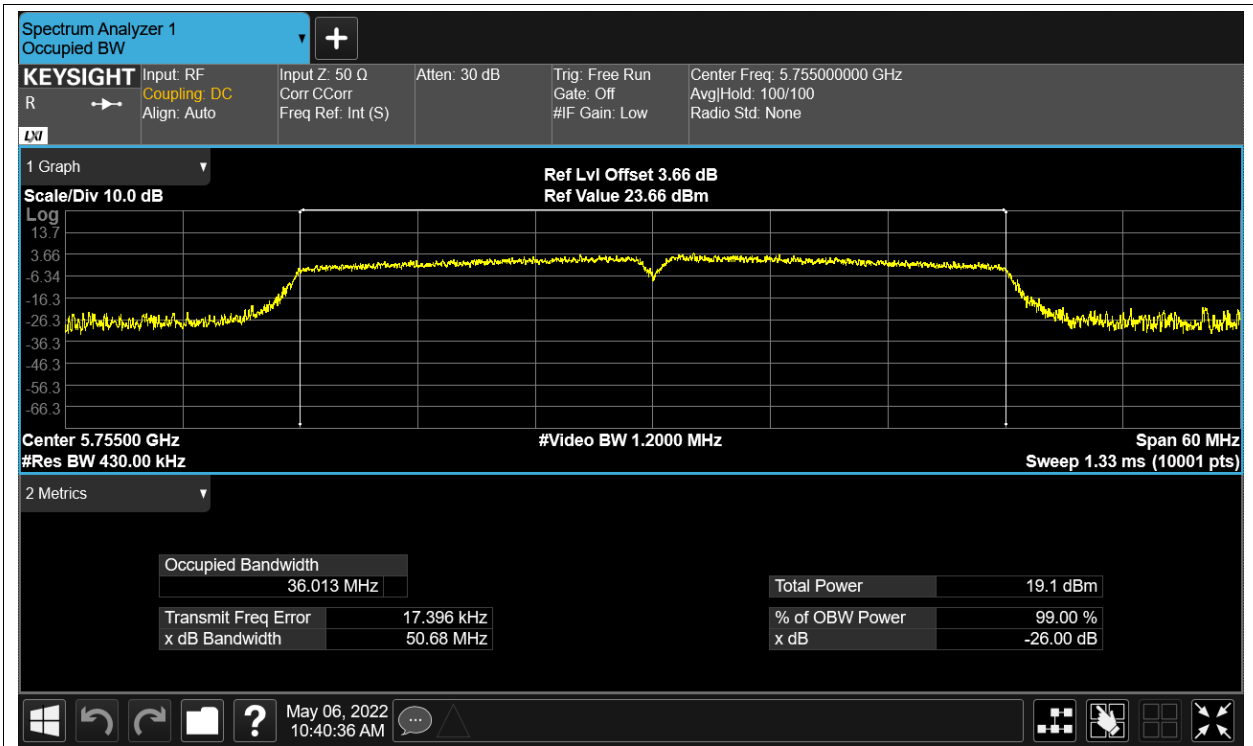 Spectrum Analyzer 1
Occupied BW
KEYSIGHT
R
LXI
Input: RF
Coupling: DC
Align: Auto
Input Z: 50 Ω
Corr CCorr
Freq Ref: Int (S)
Atten: 30 dB
Trig: Free Run
Gate: Off
#IF Gain: Low
Center Freq: 5.755000000 GHz
Avg|Hold: 100/100
Radio Std: None
1 Graph
Scale/Div 10.0 dB
Ref Lvl Offset 3.66 dB
Ref Value 23.66 dBm
Log
13.7
3.66
-6.34
-16.3
-26.3
-36.3
-46.3
-56.3
-66.3
Center 5.75500 GHz
#Video BW 1.2000 MHz
Span 60 MHz
#Res BW 430.00 kHz
Sweep 1.33 ms (10001 pts)
2 Metrics
Occupied Bandwidth
36.013 MHz
Total Power 19.1 dBm
Transmit Freq Error 17.396 kHz
% of OBW Power 99.00 %
x dB Bandwidth 50.68 MHz
x dB -26.00 dB
?
May 06, 2022
10:40:36 AM